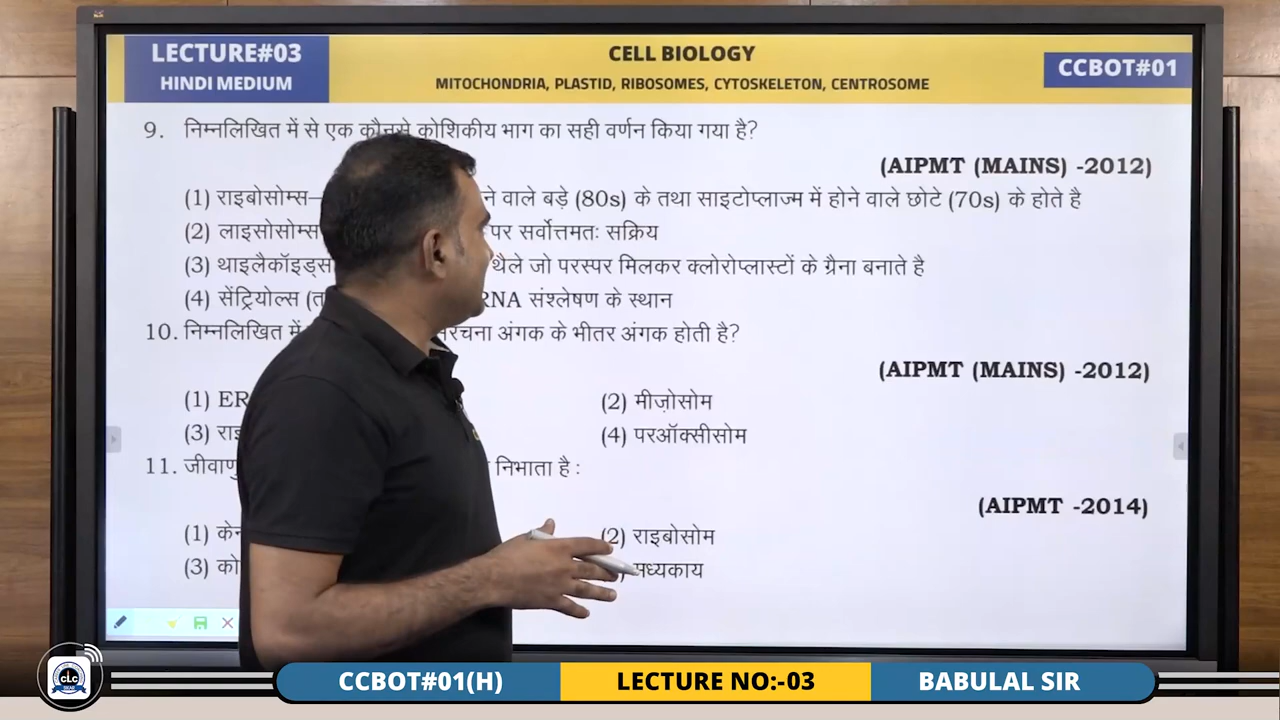 LECTURE#03
HINDI MEDIUM
CELL BIOLOGY
MITOCHONDRIA, PLASTID, RIBOSOMES, CYTOSKELETON, CENTROSOME
CCBOT#01
9. निम्नलिखित में से एक कौनसे कोशिकीय भाग का सही वर्णन किया गया है?
(AIPMT (MAINS) -2012)
(1) राइबोसोम्स— वाले बड़े (80s) के तथा साइटोप्लाज्म में होने वाले छोटे (70s) के होते है
(2) लाइसोसोम्स पर सर्वोत्तमतः सक्रिय
(3) थाइलैकॉइड्स थैले जो परस्पर मिलकर क्लोरोप्लास्टों के ग्रैना बनाते है
(4) सेंट्रियोल्स RNA संश्लेषण के स्थान
10. निम्नलिखित में अंगक के भीतर अंगक होती है?
(AIPMT (MAINS) -2012)
(1) ER (2) मीज़ोसोम
(3) (4) परऑक्सीसोम
11. निभाता है :
(AIPMT -2014)
(1) (2) राइबोसोम
(3) मध्यकाय
CLC
CCBOT#01(H)
LECTURE NO:-03
BABULAL SIR